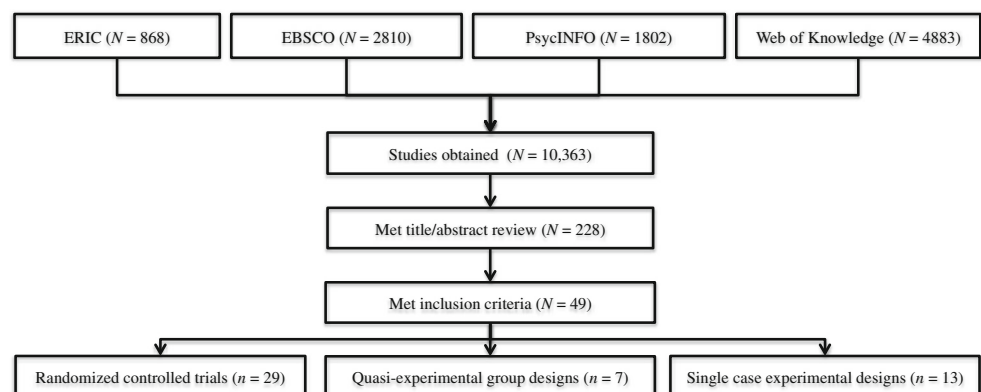 ERIC (N = 868)
EBSCO (N = 2810)
PsycINFO (N = 1802)
Web of Knowledge (N = 4883)
Studies obtained (N = 10,363)
Met title/abstract review (N = 228)
Met inclusion criteria (N = 49)
Randomized controlled trials (n = 29)
Quasi-experimental group designs (n = 7)
Single case experimental designs (n = 13)